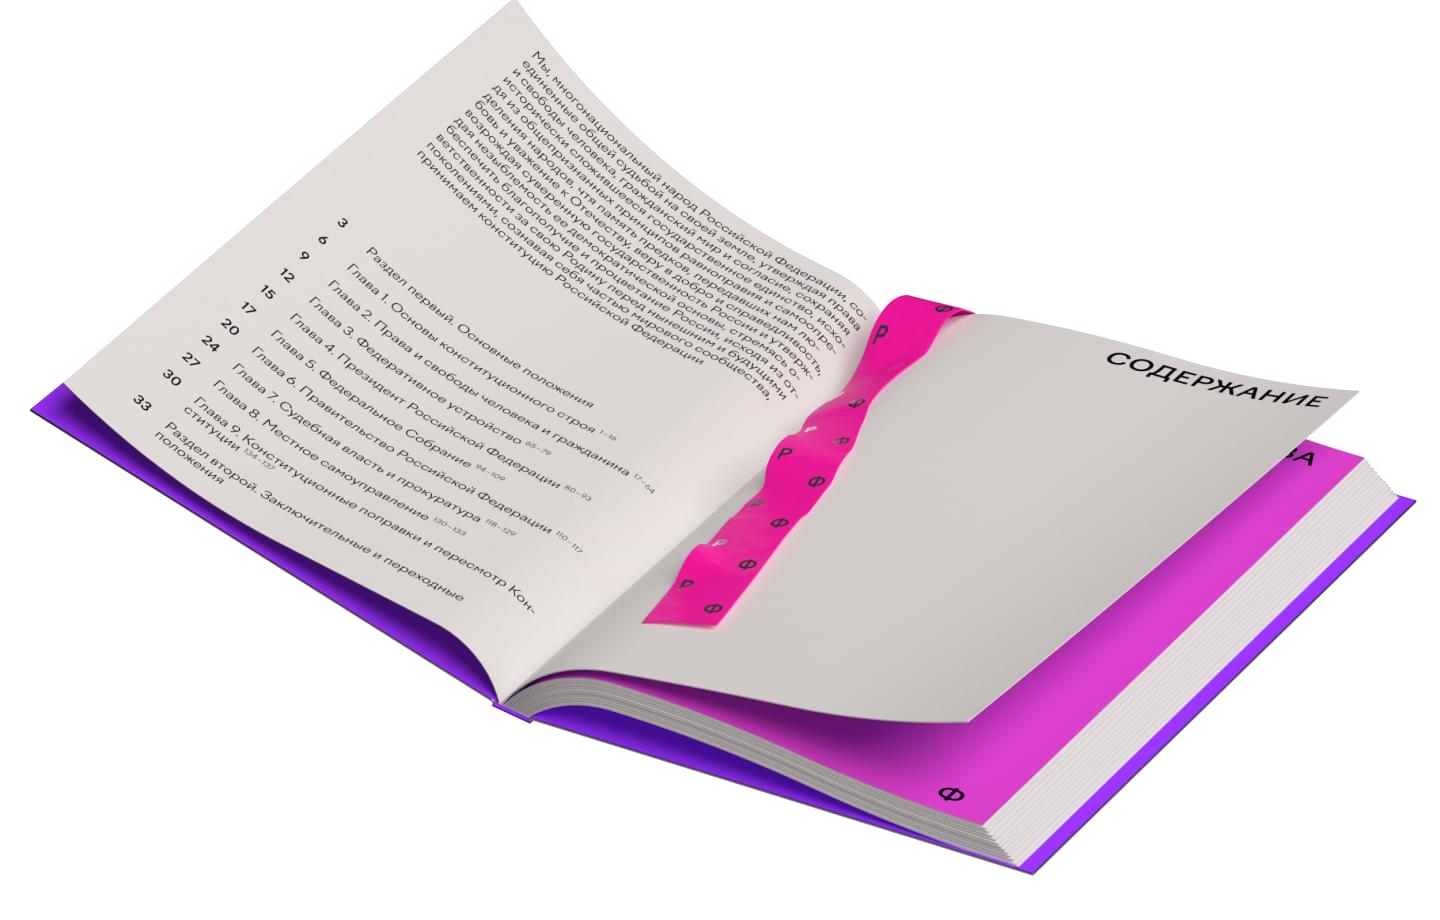 Мы, многонациональный народ Российской Федерации, со-
единенные общей судьбой на своей земле, утверждая права
и свободы человека, гражданский мир и согласие, сохраняя
исторически сложившееся государственное единство, исхо-
дя из общепризнанных принципов равноправия и самоопре-
деления народов, чтя память предков, передавших нам лю-
бовь и уважение к Отечеству, веру в добро и справедливость,
возрождая суверенную государственность России и утверж-
дая незыблемость ее демократической основы, стремясь о-
беспечить благополучие и процветание России, исходя из от-
ветственности за свою Родину перед нынешним и будущими
поколениями, сознавая себя частью мирового сообщества,
принимаем конституцию Российской Федерации
3 Раздел первый. Основные положения
6 Глава 1. Основы конституционного строя 1–16
9 Глава 2. Права и свободы человека и гражданина 17–64
12 Глава 3. Федеративное устройство 65–79
15 Глава 4. Президент Российской Федерации 80–93
17 Глава 5. Федеральное Собрание 94–109
20 Глава 6. Правительство Российской Федерации 110–117
24 Глава 7. Судебная власть и прокуратура 118–129
27 Глава 8. Местное самоуправление 130–133
30 Глава 9. Конституционные поправки и пересмотр Кон-
ституции 134–137
33 Раздел второй. Заключительные и переходные
положения
Ф
Р
Р
Ф
Р
Ф
Р
Ф
Р
Ф
Р
Ф
Р
Ф
СОДЕРЖАНИЕ
ВА
Ф